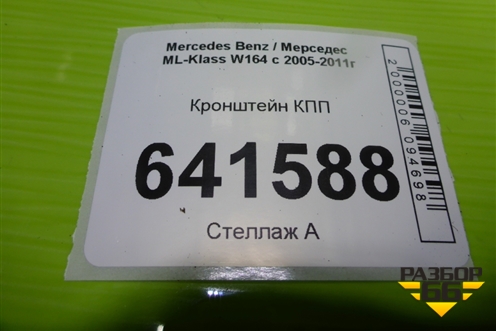 Mercedes Benz / Мерседес
ML-Klass W164 с 2005-2011г
Кронштейн КПП
641588
Стеллаж А
2000006094698
РАЗБОР
66